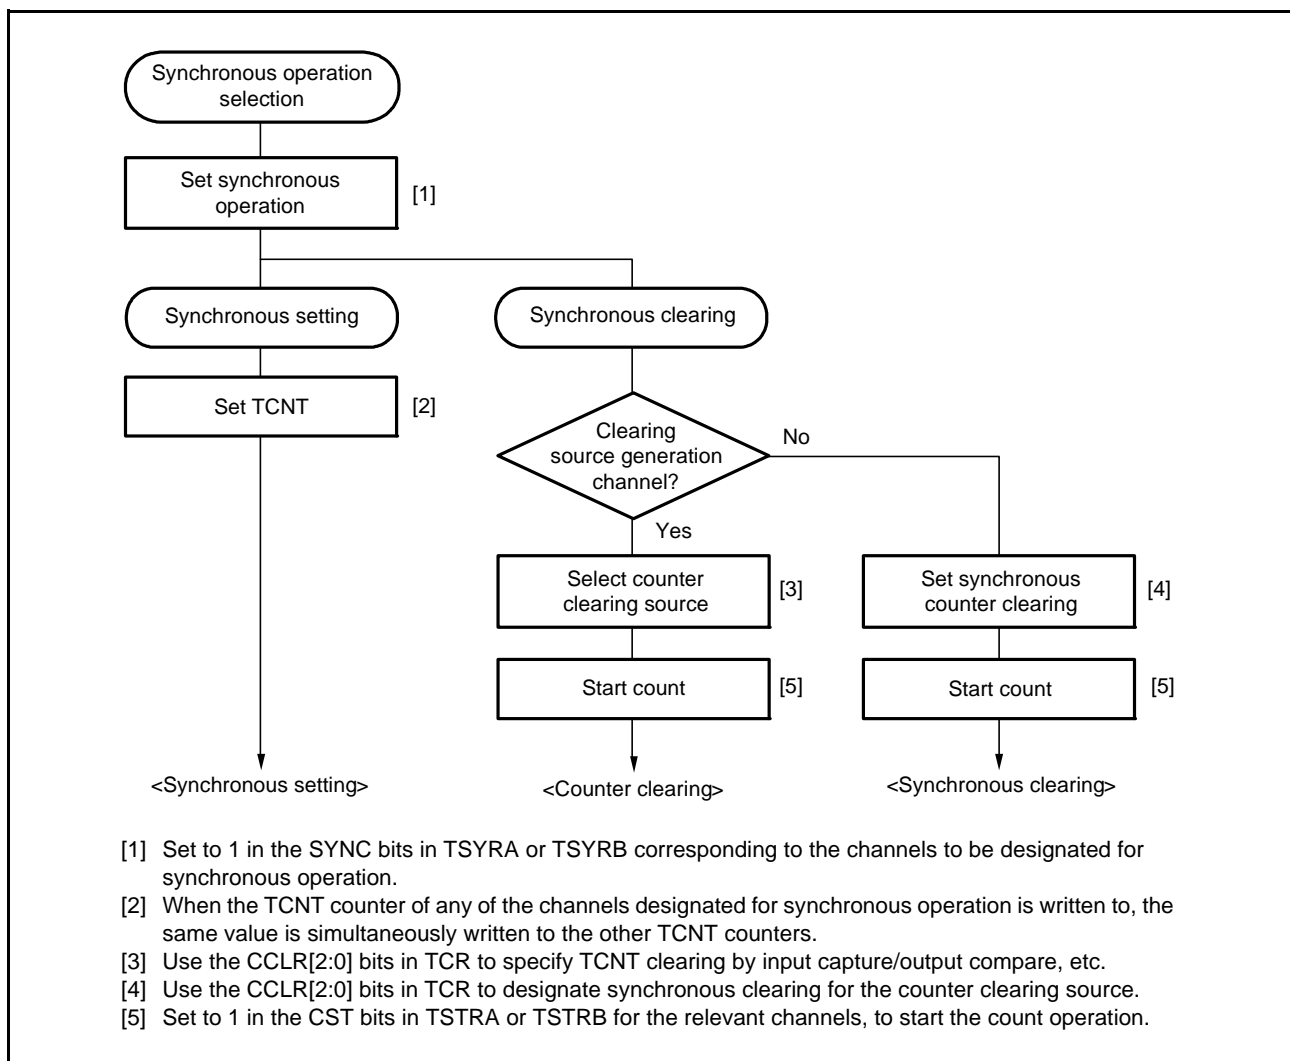 Synchronous operation
selection
Set synchronous
operation
[1]
Synchronous setting
Synchronous clearing
Set TCNT
[2]
Clearing
source generation
channel?
No
Yes
Select counter
clearing source
[3]
Set synchronous
counter clearing
[4]
Start count
[5]
Start count
[5]
<Synchronous setting>
<Counter clearing>
<Synchronous clearing>
[1] Set to 1 in the SYNC bits in TSYRA or TSYRB corresponding to the channels to be designated for
synchronous operation.
[2] When the TCNT counter of any of the channels designated for synchronous operation is written to, the
same value is simultaneously written to the other TCNT counters.
[3] Use the CCLR[2:0] bits in TCR to specify TCNT clearing by input capture/output compare, etc.
[4] Use the CCLR[2:0] bits in TCR to designate synchronous clearing for the counter clearing source.
[5] Set to 1 in the CST bits in TSTRA or TSTRB for the relevant channels, to start the count operation.